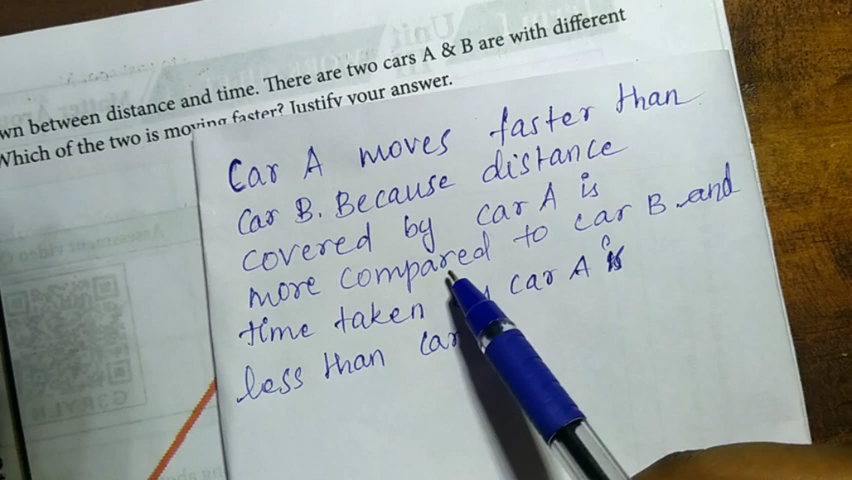 wn between distance and time. There are two cars A & B are with different
Which of the two is moving faster? Justify your answer.
Car A moves faster than
Car B. Because distance
covered by car A is
more compared to car B and
time taken car A is
less than car